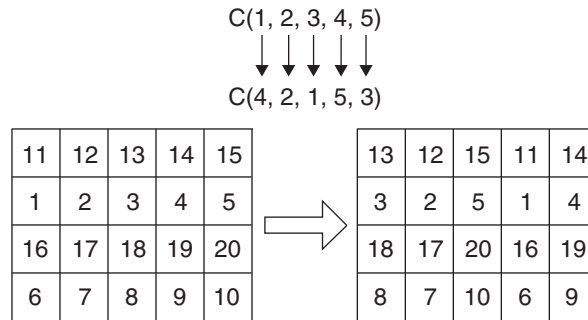 C(1, 2, 3, 4, 5)
C(4, 2, 1, 5, 3)
11 12 13 14 15
1 2 3 4 5
16 17 18 19 20
6 7 8 9 10
13 12 15 11 14
3 2 5 1 4
18 17 20 16 19
8 7 10 6 9